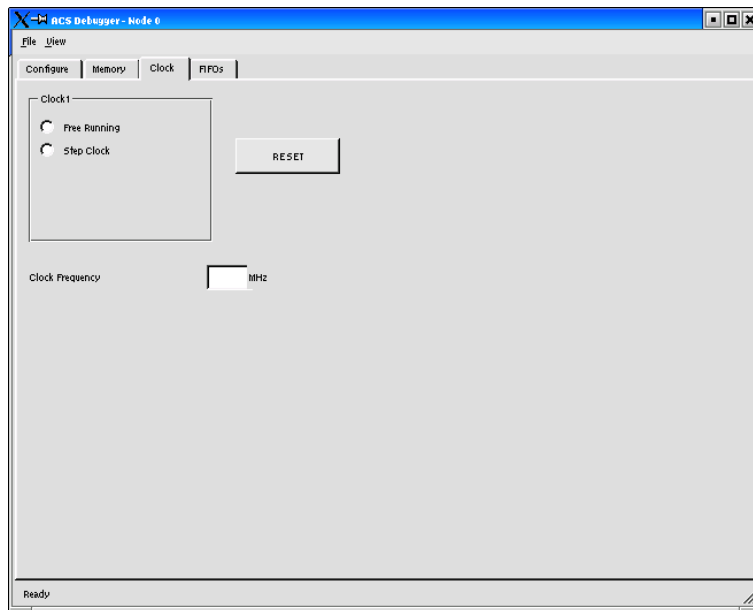 ACS Debugger - Node 0
File View
Configure Memory Clock FIFOs
Clock1
Free Running
Step Clock
RESET
Clock Frequency MHz
Ready